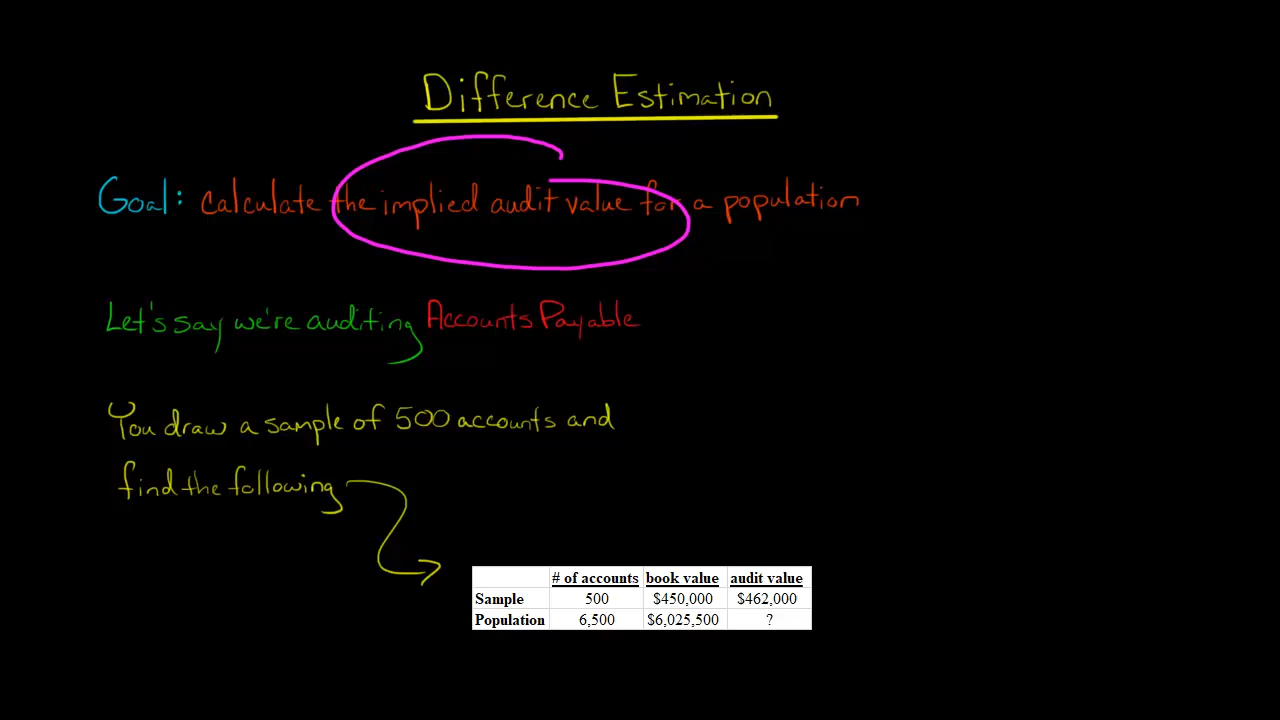 Difference Estimation
Goal: calculate the implied audit value for a population
Let's say we're auditing Accounts Payable
You draw a sample of 500 accounts and
find the following
# of accounts book value audit value
Sample 500 $450,000 $462,000
Population 6,500 $6,025,500 ?